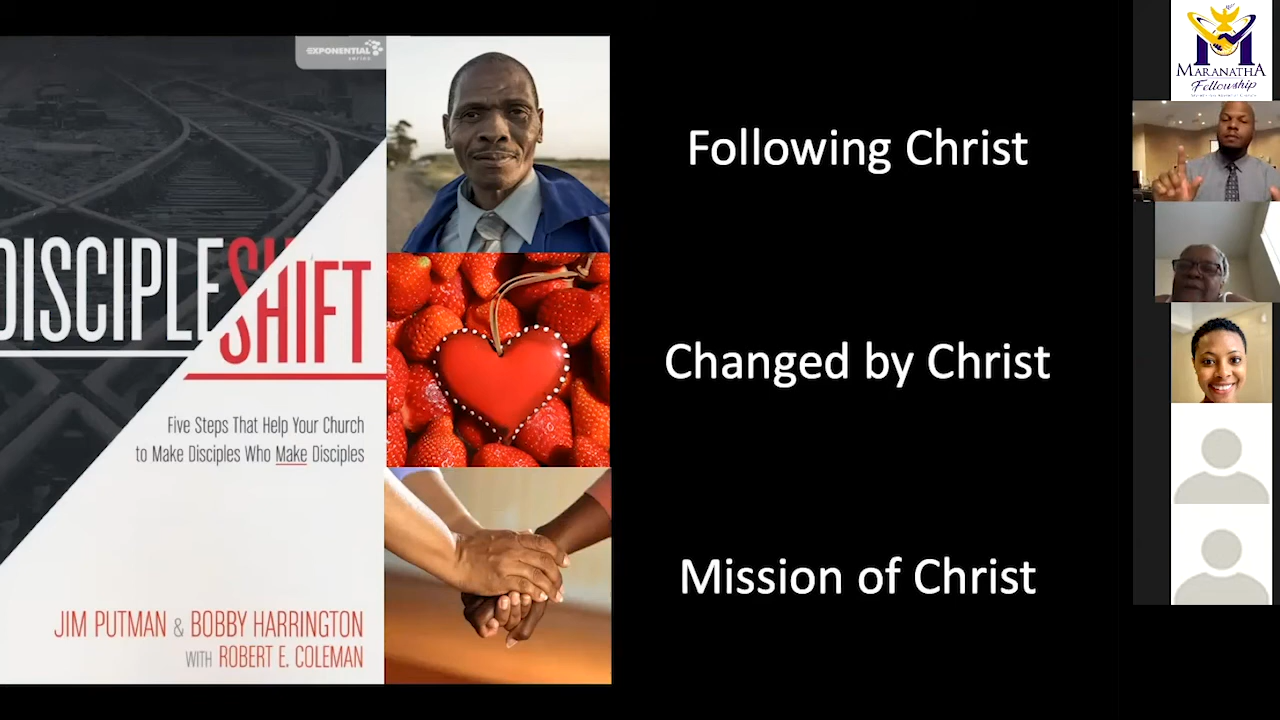 EXPONENTIAL
series
DISCIPLESHIFT
Five Steps That Help Your Church
to Make Disciples Who Make Disciples
JIM PUTMAN & BOBBY HARRINGTON
WITH ROBERT E. COLEMAN
Following Christ
Changed by Christ
Mission of Christ
MARANATHA
Fellowship